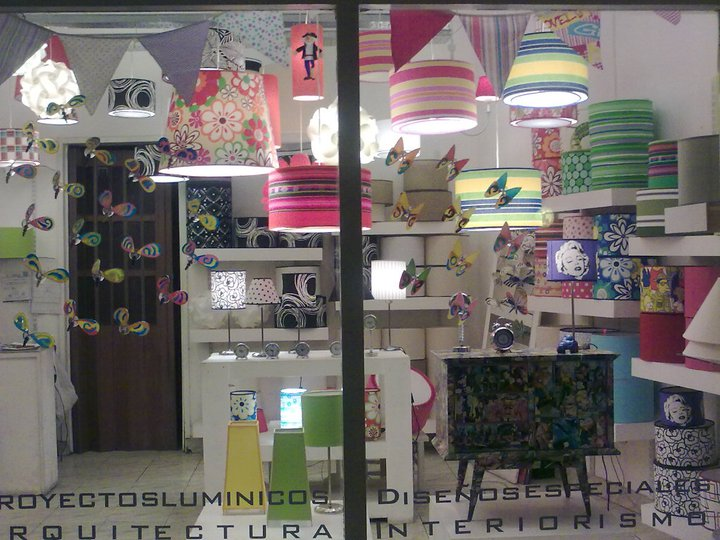 ROYECTOSLUMINICOS DISEÑOSESPECIALES
RQUITECTURA INTERIORISMO